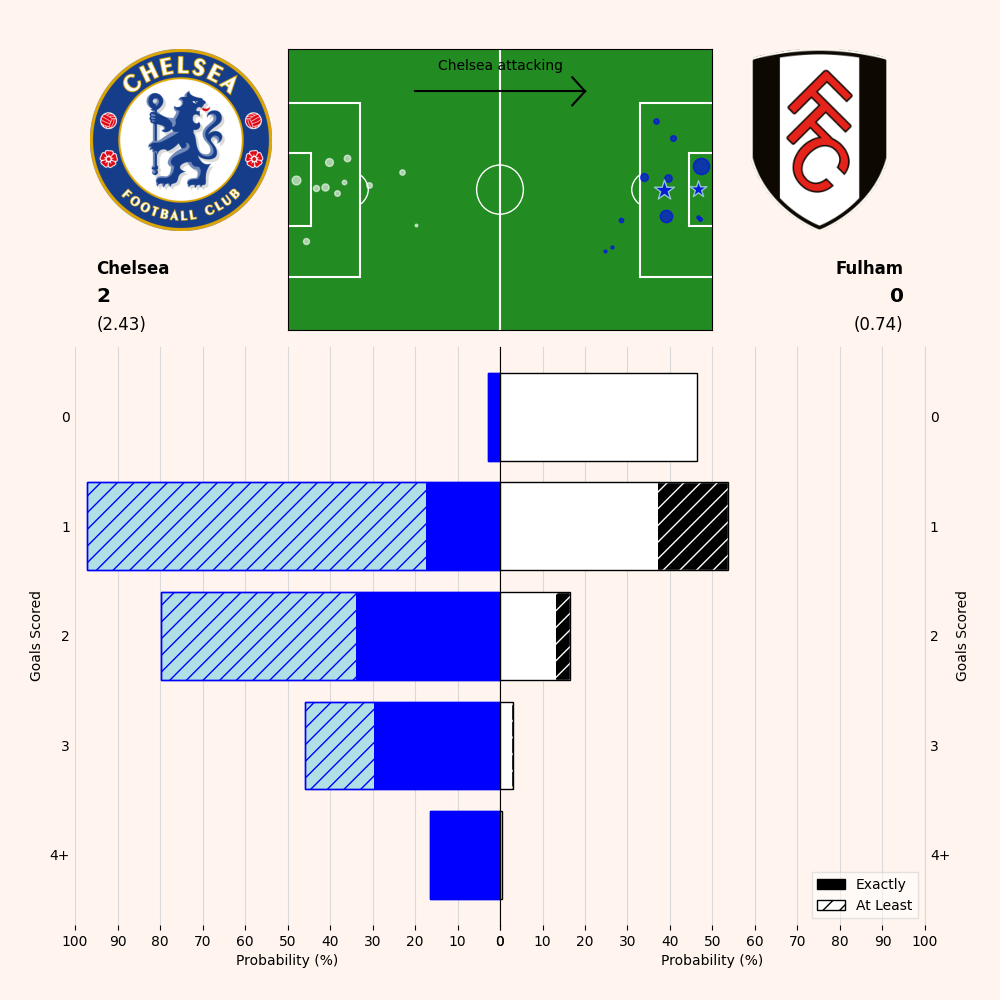 CHELSEA
FOOTBALL CLUB
Chelsea attacking
FFC
Chelsea
2
(2.43)
Fulham
0
(0.74)
Goals Scored
0
1
2
3
4+
0
1
2
3
4+
Goals Scored
Exactly
At Least
100 90 80 70 60 50 40 30 20 10 0 0 10 20 30 40 50 60 70 80 90 100
Probability (%)
Probability (%)